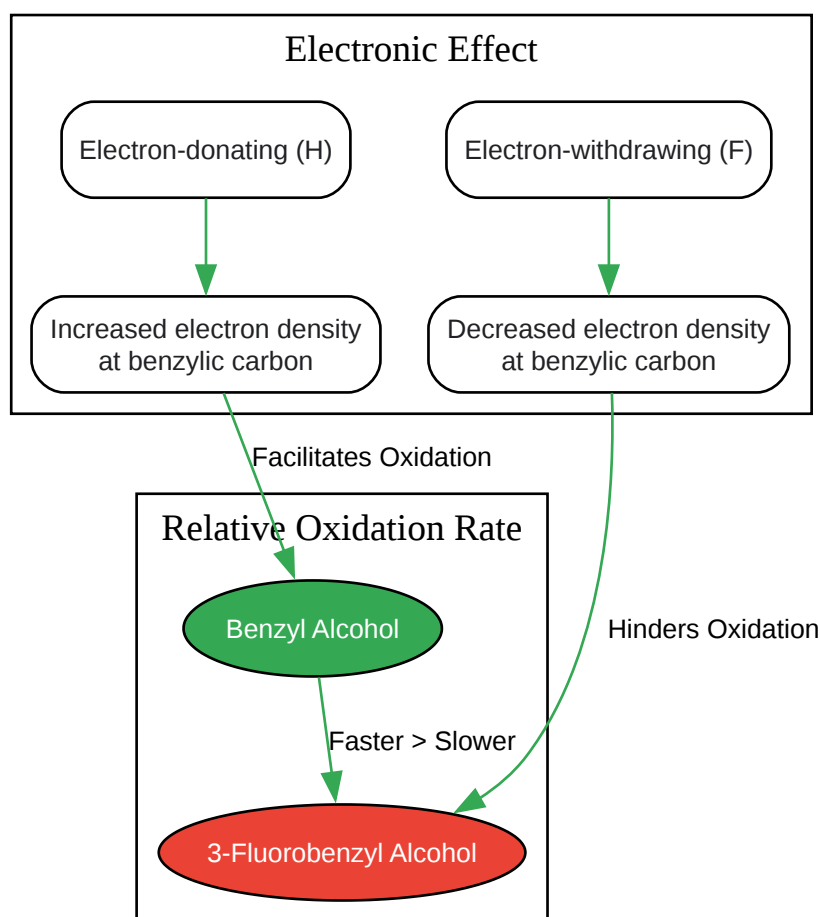 Electronic Effect
Electron-donating (H)
Electron-withdrawing (F)
Increased electron density
at benzylic carbon
Decreased electron density
at benzylic carbon
Facilitates Oxidation
Relative Oxidation Rate
Benzyl Alcohol
Hinders Oxidation
Faster > Slower
3-Fluorobenzyl Alcohol